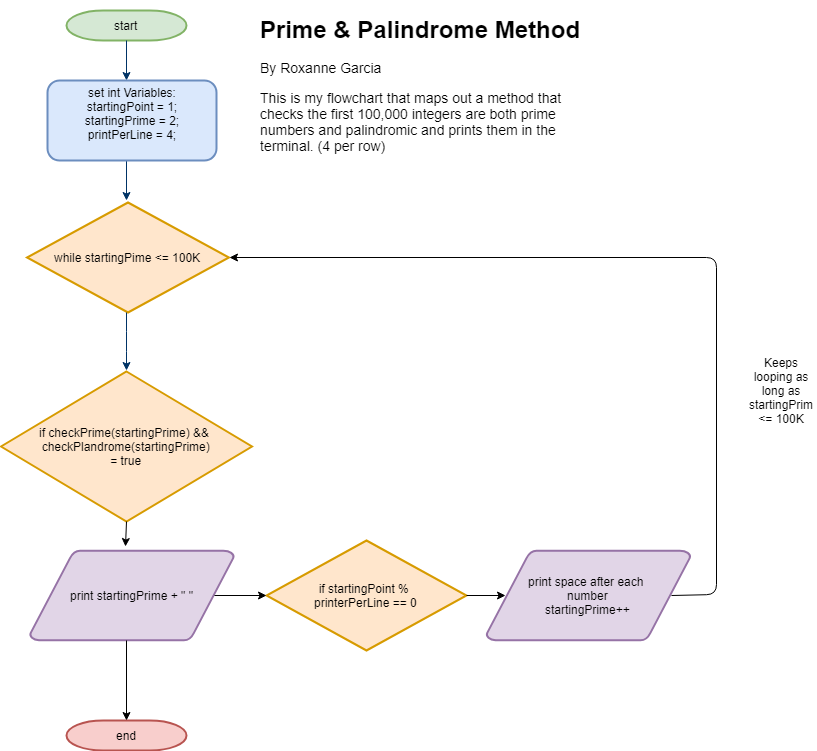 start
Prime & Palindrome Method
By Roxanne Garcia
This is my flowchart that maps out a method that
checks the first 100,000 integers are both prime
numbers and palindromic and prints them in the
terminal. (4 per row)
set int Variables:
startingPoint = 1;
startingPrime = 2;
printPerLine = 4;
while startingPime <= 100K
Keeps
looping as
long as
startingPrim
<= 100K
if checkPrime(startingPrime) &&
checkPlandrome(startingPrime)
= true
print startingPrime + " "
if startingPoint %
printerPerLine == 0
print space after each
number
startingPrime++
end